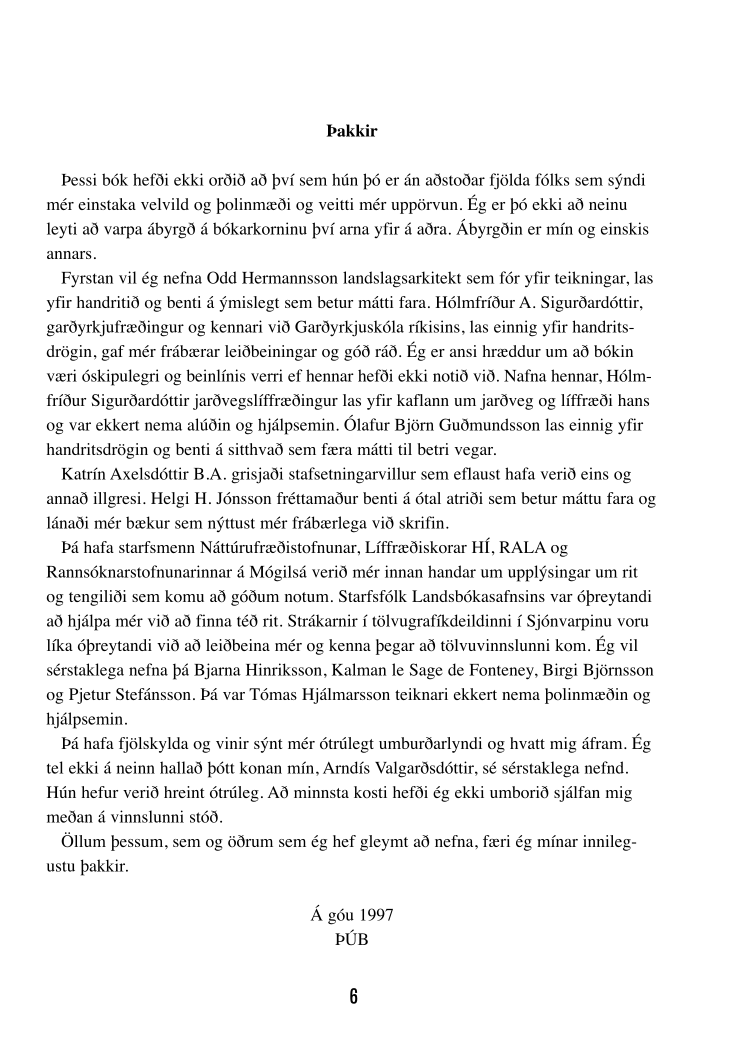 Þakkir
Þessi bók hefði ekki orðið að því sem hún þó er án aðstoðar fjölda fólks sem sýndi
mér einstaka velvild og þolinmæði og veitti mér uppörvun. Ég er þó ekki að neinu
leyti að varpa ábyrgð á bókarkorninu því arna yfir á aðra. Ábyrgðin er mín og einskis
annars.
Fyrstan vil ég nefna Odd Hermannsson landslagsarkitekt sem fór yfir teikningar, las
yfir handritið og benti á ýmislegt sem betur mátti fara. Hólmfríður A. Sigurðardóttir,
garðyrkjufræðingur og kennari við Garðyrkjuskóla ríkisins, las einnig yfir handrits-
drögin, gaf mér frábærar leiðbeiningar og góð ráð. Ég er ansi hræddur um að bókin
væri óskipulegri og beinlínis verri ef hennar hefði ekki notið við. Nafna hennar, Hólm-
fríður Sigurðardóttir jarðvegslíffræðingur las yfir kaflann um jarðveg og líffræði hans
og var ekkert nema alúðin og hjálpsemin. Ólafur Björn Guðmundsson las einnig yfir
handritsdrögin og benti á sitthvað sem færa mátti til betri vegar.
Katrín Axelsdóttir B.A. grisjaði stafsetningarvillur sem eflaust hafa verið eins og
annað illgresi. Helgi H. Jónsson fréttamaður benti á ótal atriði sem betur máttu fara og
lánaði mér bækur sem nýttust mér frábærlega við skrifin.
Þá hafa starfsmenn Náttúrufræðistofnunar, Líffræðiskorar HÍ, RALA og
Rannsóknarstofnunarinnar á Mógilsá verið mér innan handar um upplýsingar um rit
og tengiliði sem komu að góðum notum. Starfsfólk Landsbókasafnsins var óþreytandi
að hjálpa mér við að finna téð rit. Strákarnir í tölvugrafíkdeildinni í Sjónvarpinu voru
líka óþreytandi við að leiðbeina mér og kenna þegar að tölvuvinnslunni kom. Ég vil
sérstaklega nefna þá Bjarna Hinriksson, Kalman le Sage de Fonteney, Birgi Björnsson
og Pjetur Stefánsson. Þá var Tómas Hjálmarsson teiknari ekkert nema þolinmæðin og
hjálpsemin.
Þá hafa fjölskylda og vinir sýnt mér ótrúlegt umburðarlyndi og hvatt mig áfram. Ég
tel ekki á neinn hallað þótt konan mín, Arndís Valgarðsdóttir, sé sérstaklega nefnd.
Hún hefur verið hreint ótrúleg. Að minnsta kosti hefði ég ekki umborið sjálfan mig
meðan á vinnslunni stóð.
Öllum þessum, sem og öðrum sem ég hef gleymt að nefna, færi ég mínar innileg-
ustu þakkir.
Á góu 1997
ÞÚB
6